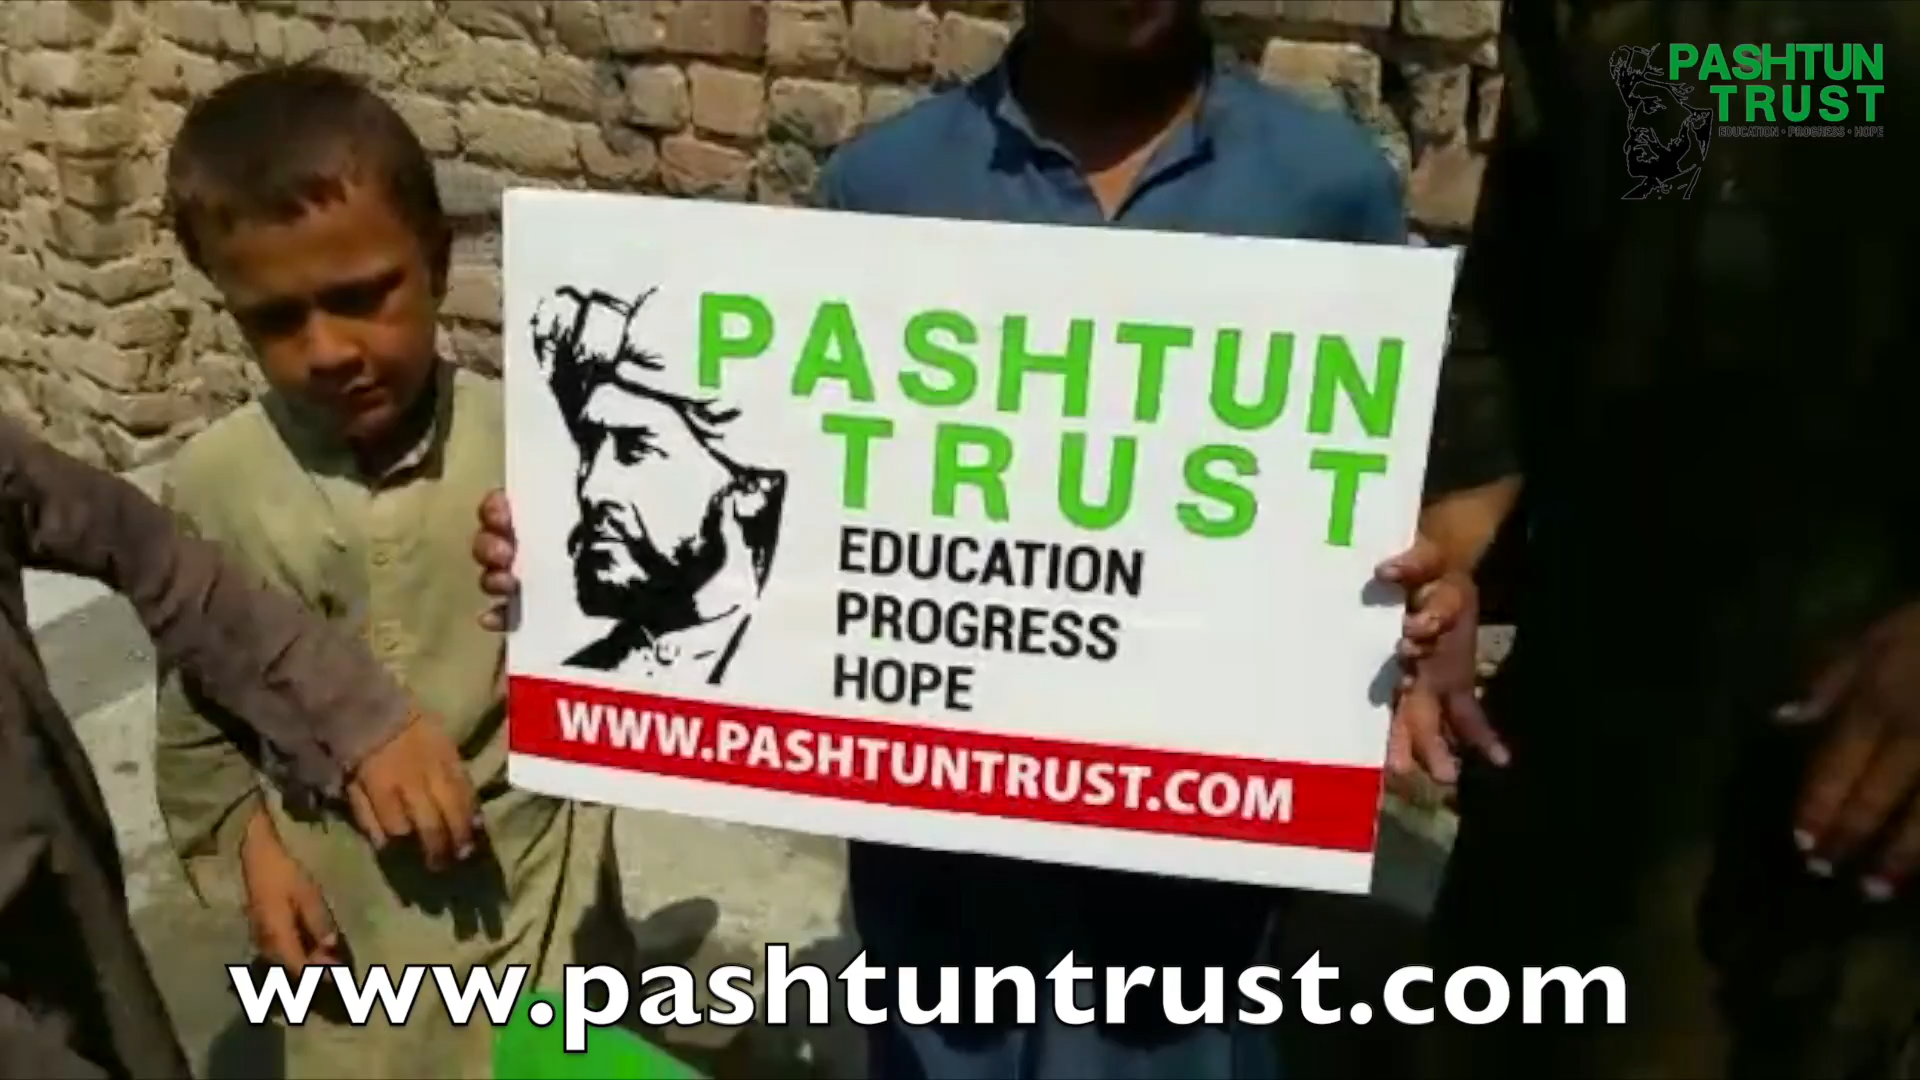 PASHTUN
TRUST
EDUCATION • PROGRESS • HOPE
PASHTUN
TRUST
EDUCATION
PROGRESS
HOPE
WWW.PASHTUNTRUST.COM
www.pashtuntrust.com